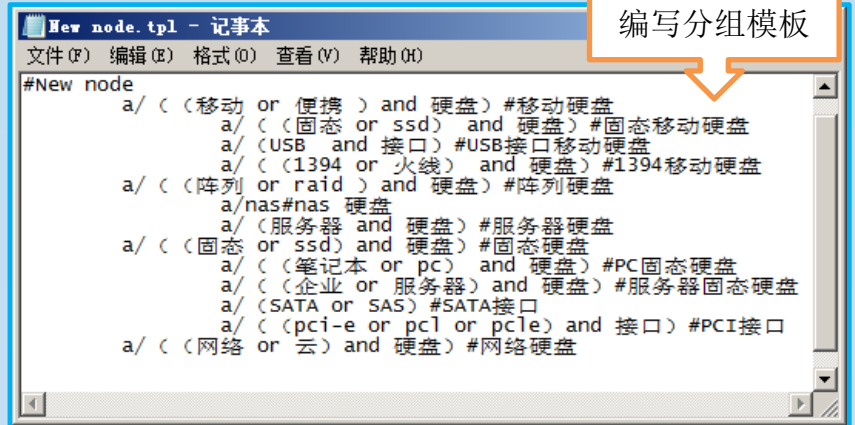 New node.tpl - 记事本
编写分组模板
文件(F) 编辑(E) 格式(O) 查看(V) 帮助(H)
#New node
a/（（移动 or 便携 ）and 硬盘）#移动硬盘
a/（（固态 or ssd） and 硬盘）#固态移动硬盘
a/（USB  and 接口）#USB接口移动硬盘
a/（（1394 or 火线） and 硬盘）#1394移动硬盘
a/（（阵列 or raid ）and 硬盘）#阵列硬盘
a/nas#nas 硬盘
a/（服务器 and 硬盘）#服务器硬盘
a/（（固态 or ssd）and 硬盘）#固态硬盘
a/（（笔记本 or pc） and 硬盘）#PC固态硬盘
a/（（企业 or 服务器）and 硬盘）#服务器固态硬盘
a/（SATA or SAS）#SATA接口
a/（（pci-e or pcl or pcle）and 接口）#PCI接口
a/（（网络 or 云）and 硬盘）#网络硬盘